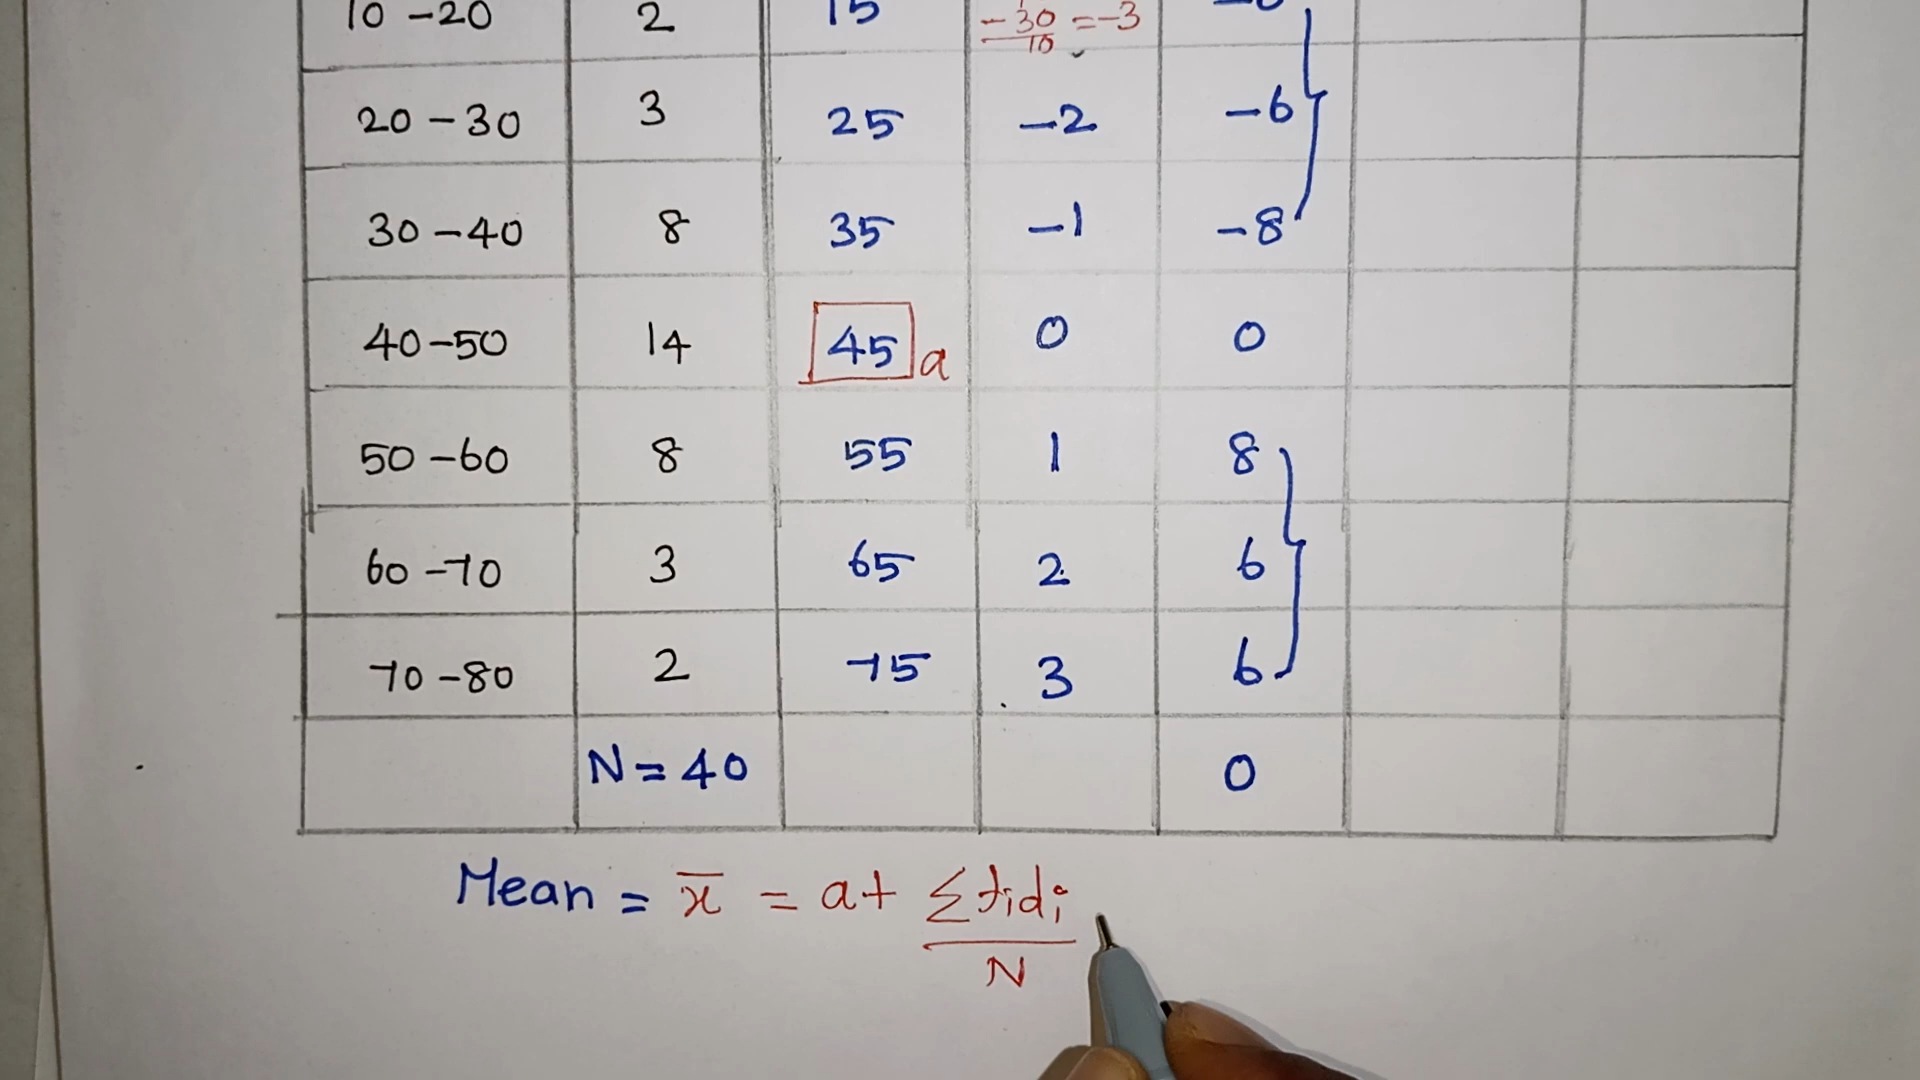 10 - 20 2 15 -30/10 = -3
20 - 30 3 25 -2 -6
30 - 40 8 35 -1 -8
40 - 50 14 45 a 0 0
50 - 60 8 55 1 8
60 - 70 3 65 2 6
70 - 80 2 75 3 6
N = 40 0
Mean = x̄ = a + Σfidi/N